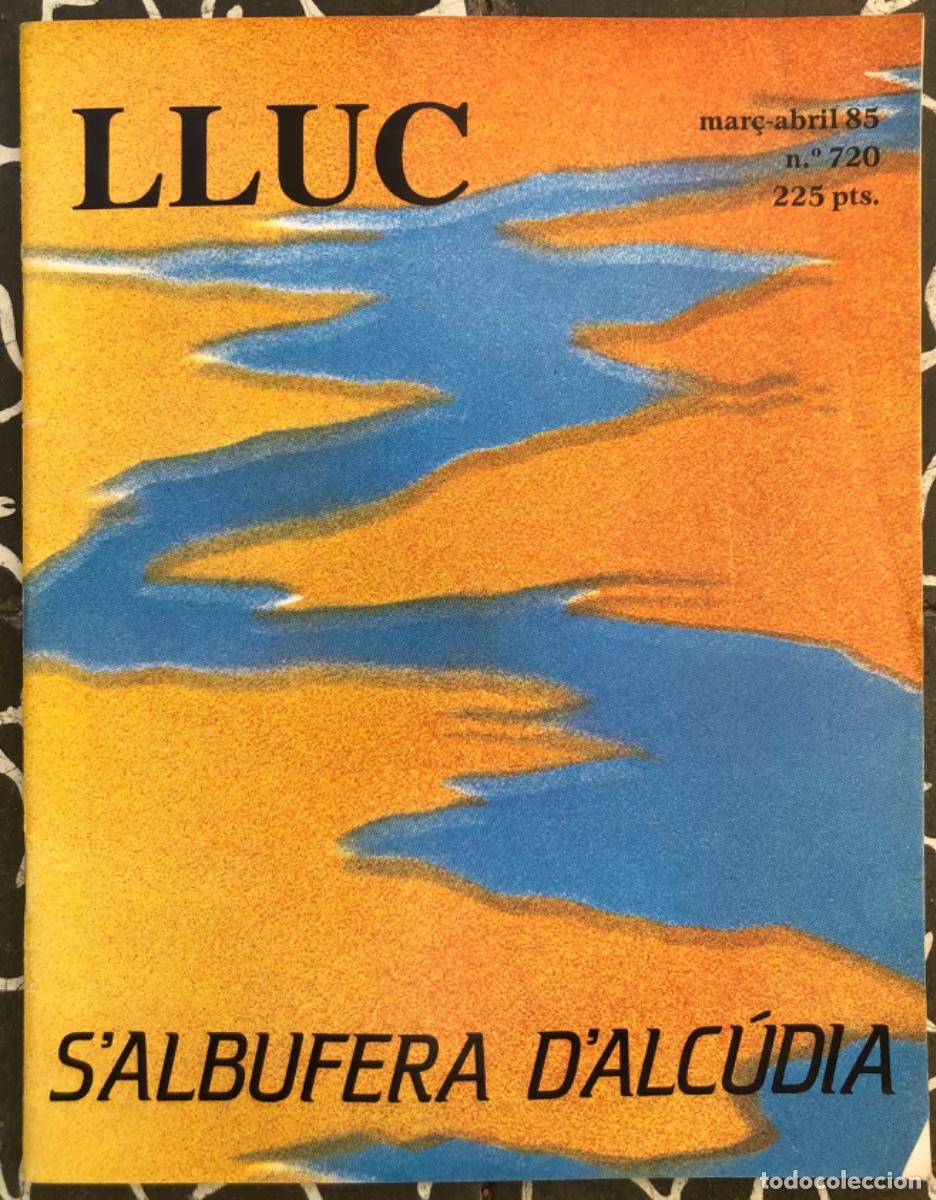 LLUC
març-abril 85
n.º 720
225 pts.
S'ALBUFERA D'ALCÚDIA
todocoleccion